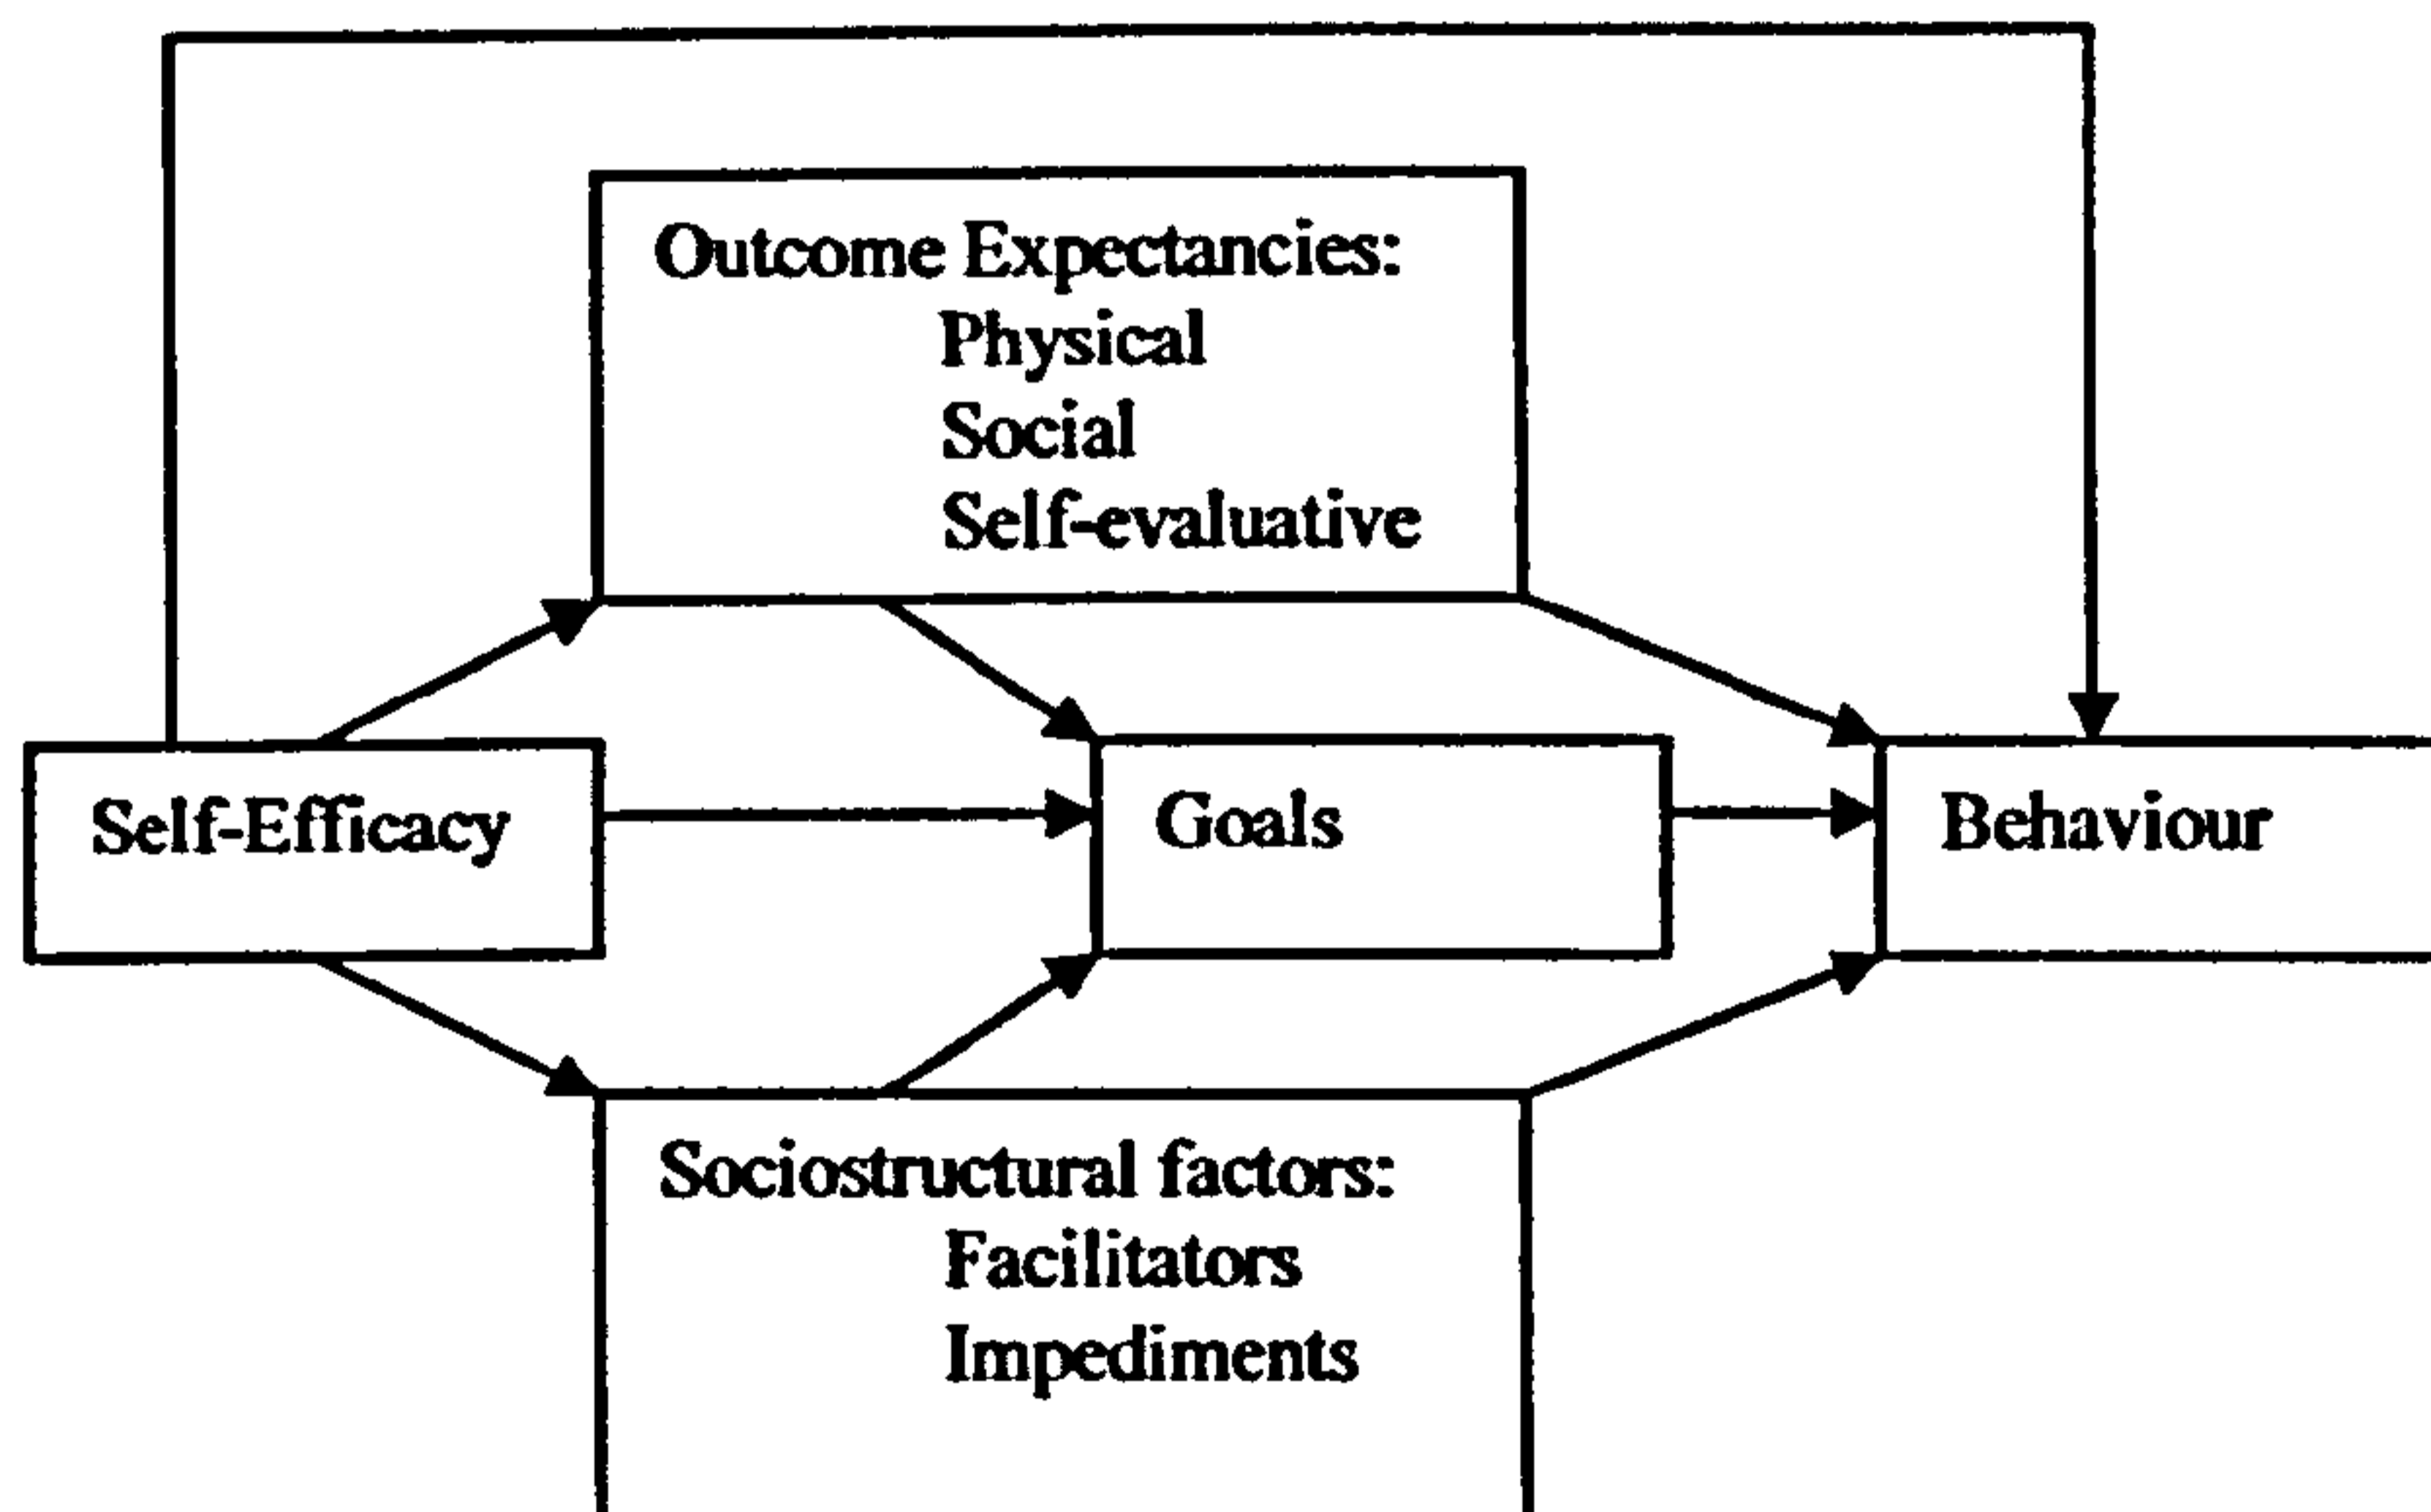 Outcome Expectancies:
Physical
Social
Self-evaluative
Self-Efficacy
Goals
Behaviour
Sociostructural factors:
Facilitators
Impediments